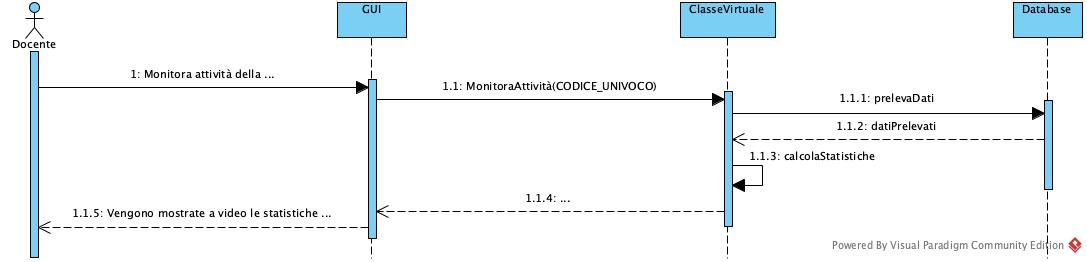 GUI
ClasseVirtuale
Database
Docente
1: Monitora attività della ...
1.1: MonitoraAttività(CODICE_UNIVOCO)
1.1.1: prelevaDati
1.1.2: datiPrelevati
1.1.3: calcolaStatistiche
1.1.4: ...
1.1.5: Vengono mostrate a video le statistiche ...
Powered By Visual Paradigm Community Edition